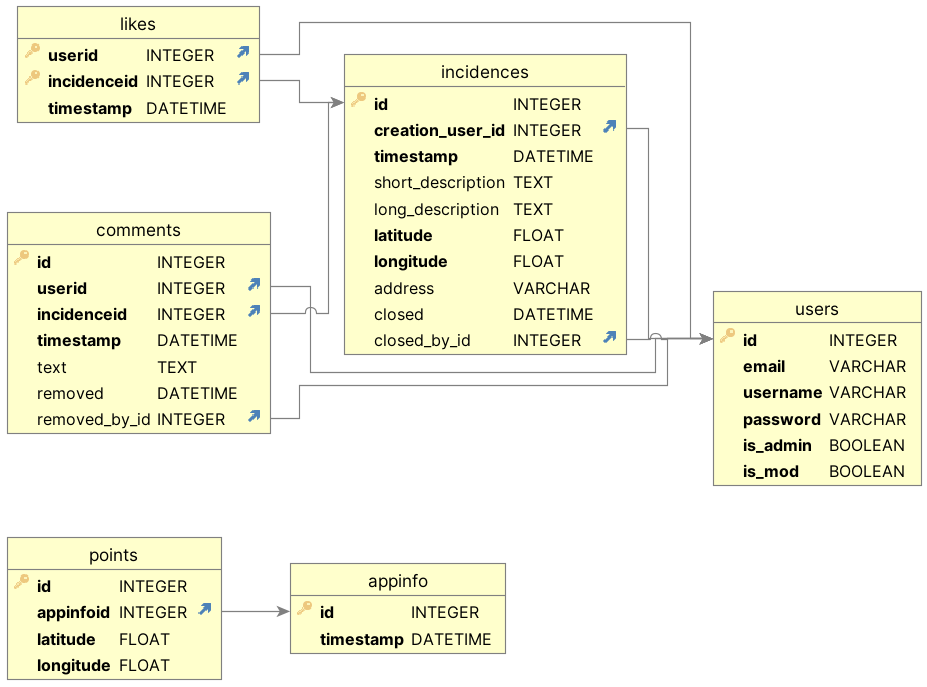 likes
userid INTEGER
incidenceid INTEGER
timestamp DATETIME
incidences
id INTEGER
creation_user_id INTEGER
timestamp DATETIME
short_description TEXT
long_description TEXT
latitude FLOAT
longitude FLOAT
address VARCHAR
closed DATETIME
closed_by_id INTEGER
comments
id INTEGER
userid INTEGER
incidenceid INTEGER
timestamp DATETIME
text TEXT
removed DATETIME
removed_by_id INTEGER
users
id INTEGER
email VARCHAR
username VARCHAR
password VARCHAR
is_admin BOOLEAN
is_mod BOOLEAN
points
id INTEGER
appinfoid INTEGER
latitude FLOAT
longitude FLOAT
appinfo
id INTEGER
timestamp DATETIME